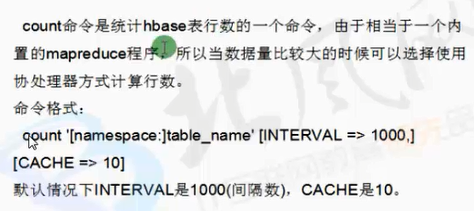 count命令是统计hbase表行数的一个命令，由于相当于一个内
置的mapreduce程序，所以当数据量比较大的时候可以选择使用
协处理器方式计算行数。
命令格式：
count '[namespace:]table_name' [INTERVAL => 1000,]
[CACHE => 10]
默认情况下INTERVAL是1000(间隔数)，CACHE是10。